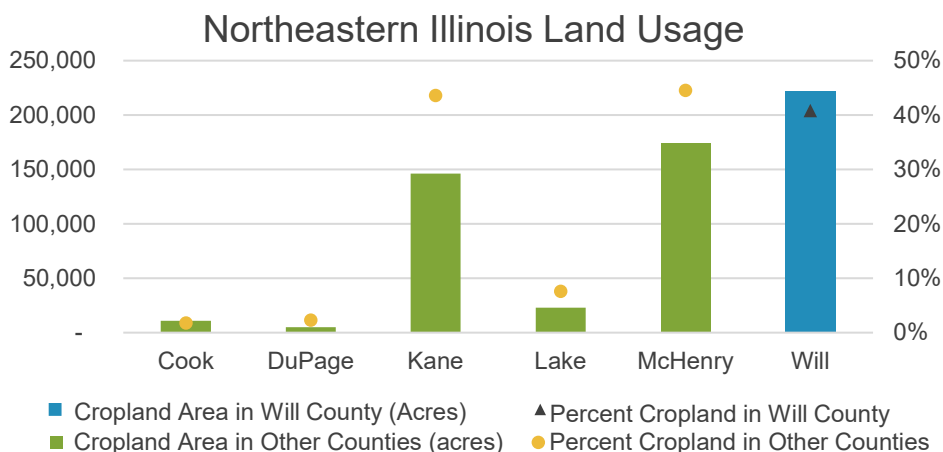 Northeastern Illinois Land Usage
250,000 50%
200,000 40%
150,000 30%
100,000 20%
50,000 10%
- 0%
Cook DuPage Kane Lake McHenry Will
Cropland Area in Will County (Acres) Percent Cropland in Will County
Cropland Area in Other Counties (acres) Percent Cropland in Other Counties